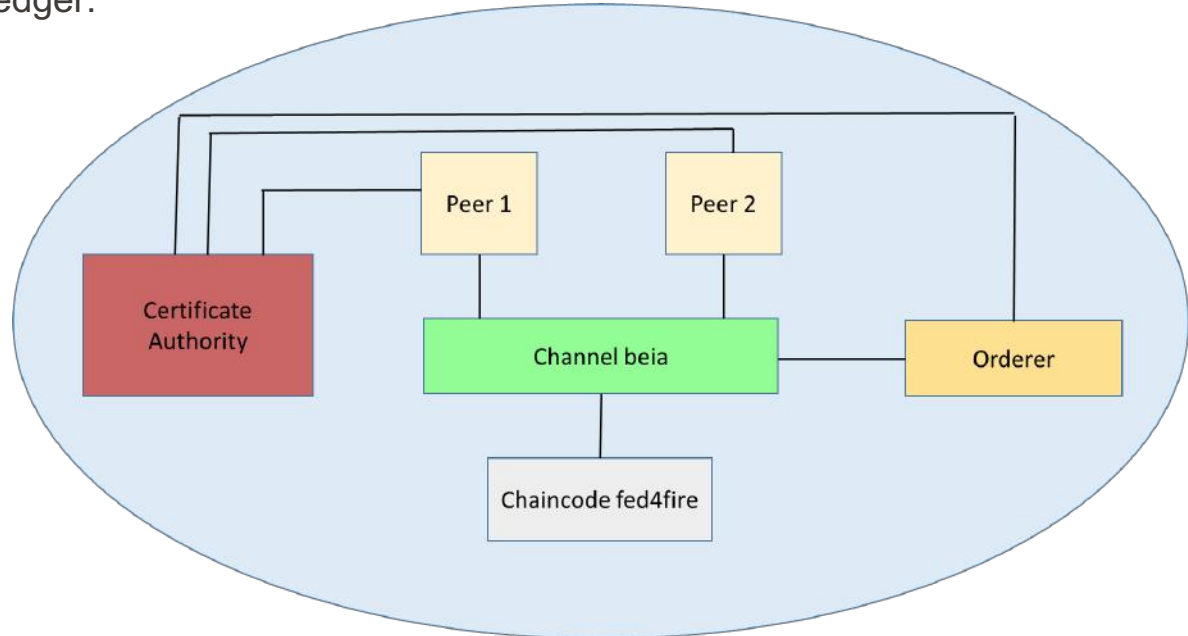 edger.
Peer 1
Peer 2
Certificate
Authority
Channel beia
Orderer
Chaincode fed4fire